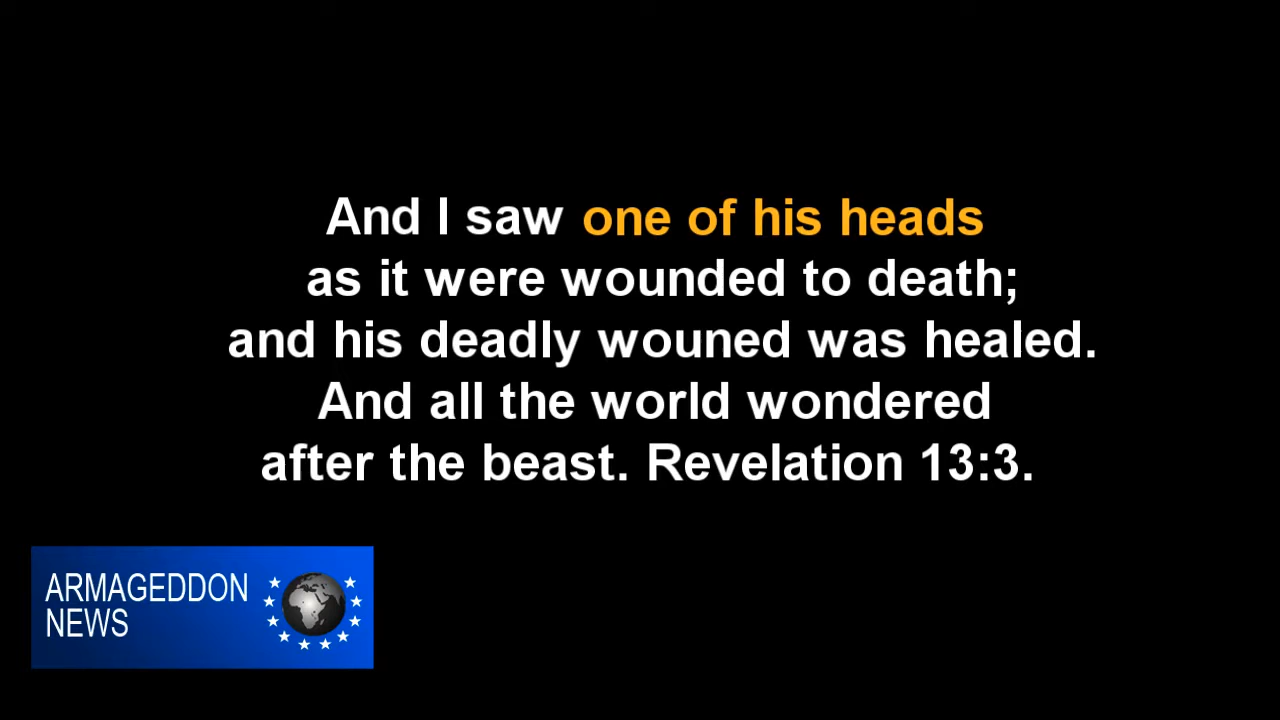 And I saw one of his heads
as it were wounded to death;
and his deadly wouned was healed.
And all the world wondered
after the beast. Revelation 13:3.
ARMAGEDDON
NEWS